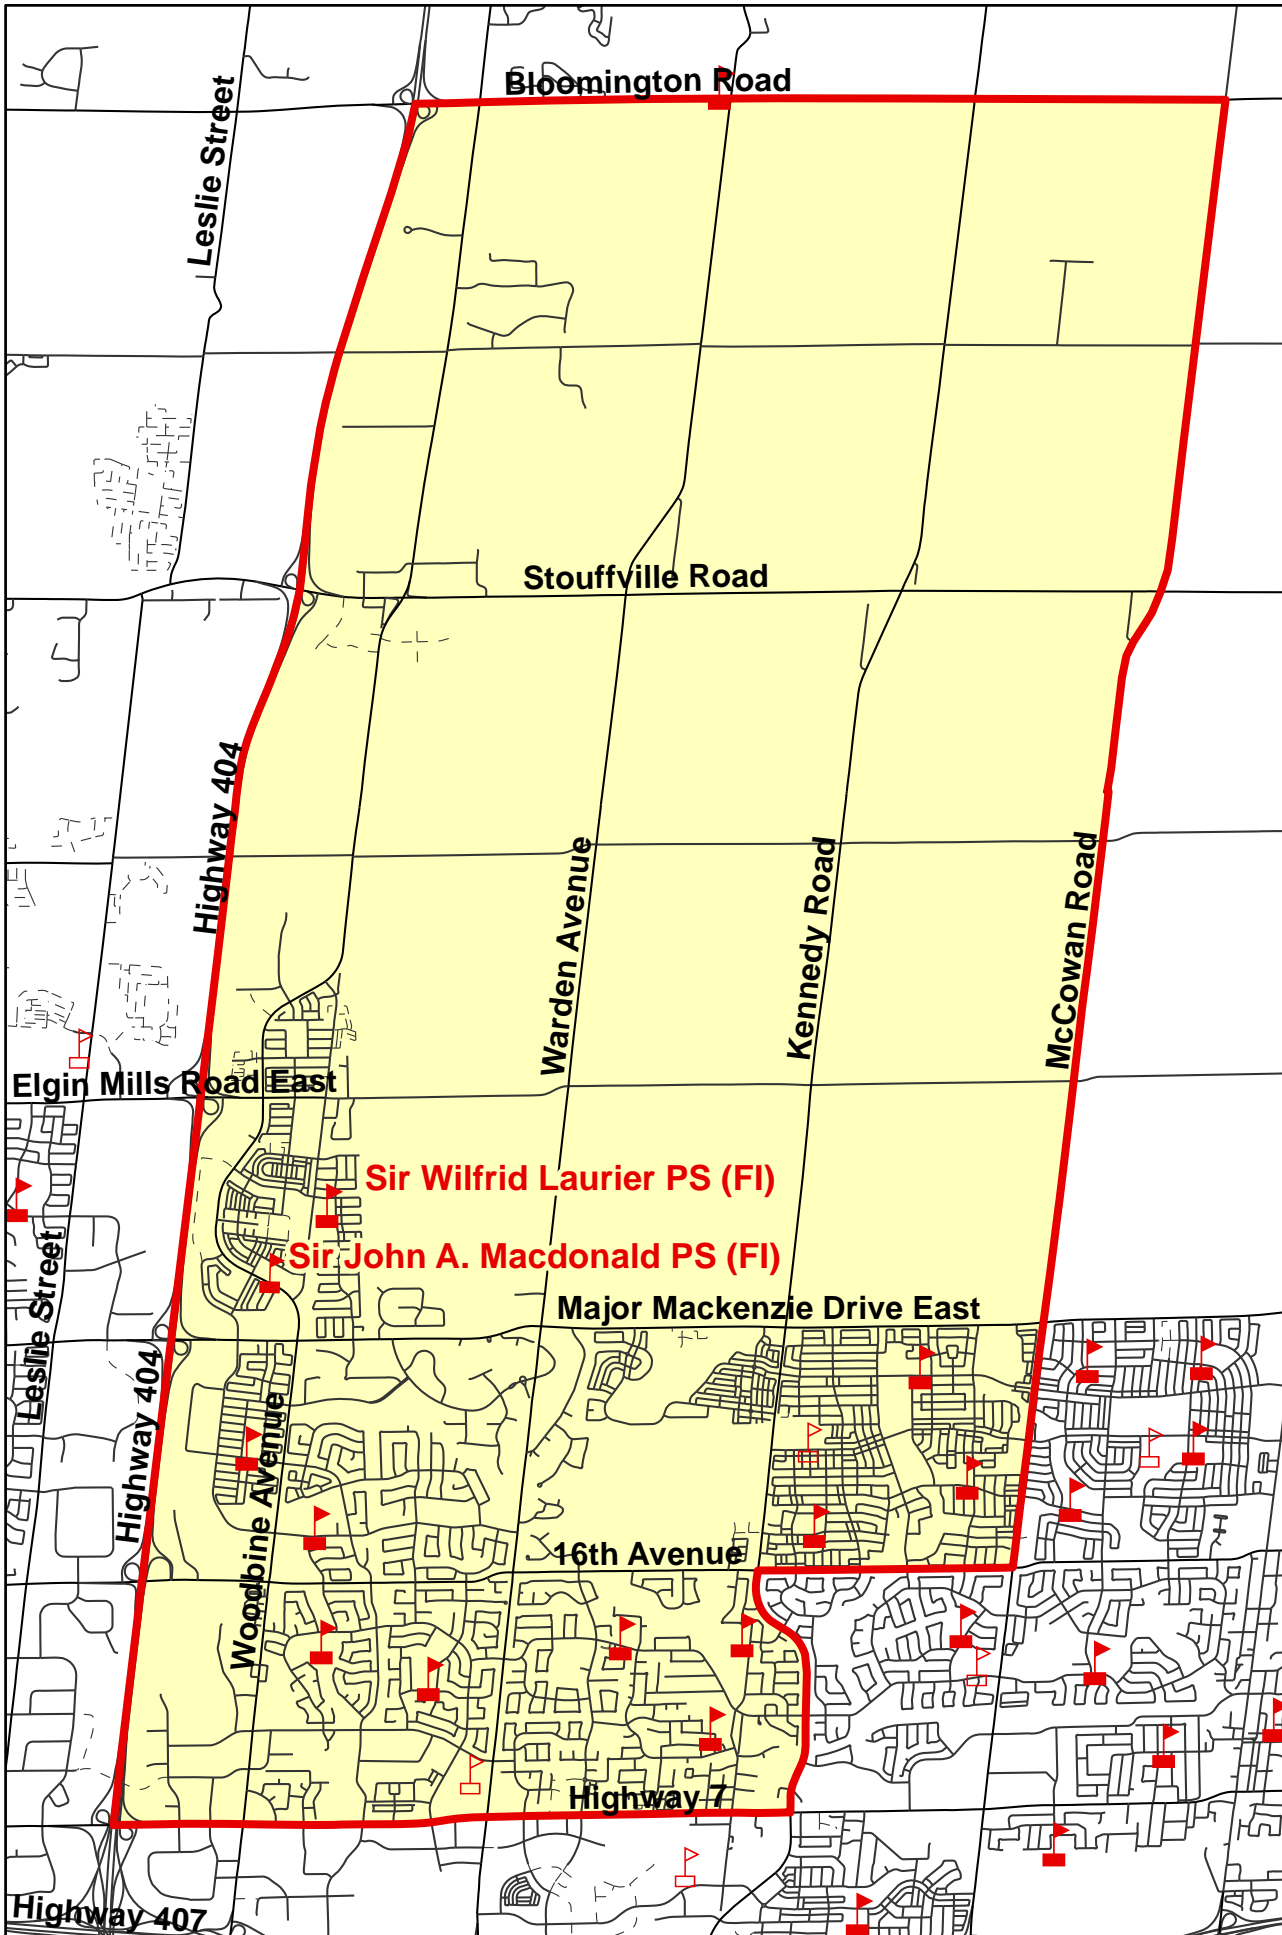 Bloomington Road
Leslie Street
Stouffville Road
Highway 404
Warden Avenue
Kennedy Road
McCowan Road
Elgin Mills Road East
Sir Wilfrid Laurier PS (FI)
Sir John A. Macdonald PS (FI)
Major Mackenzie Drive East
Leslie Street
Highway 404
Woodbine Avenue
16th Avenue
Highway 7
Highway 407